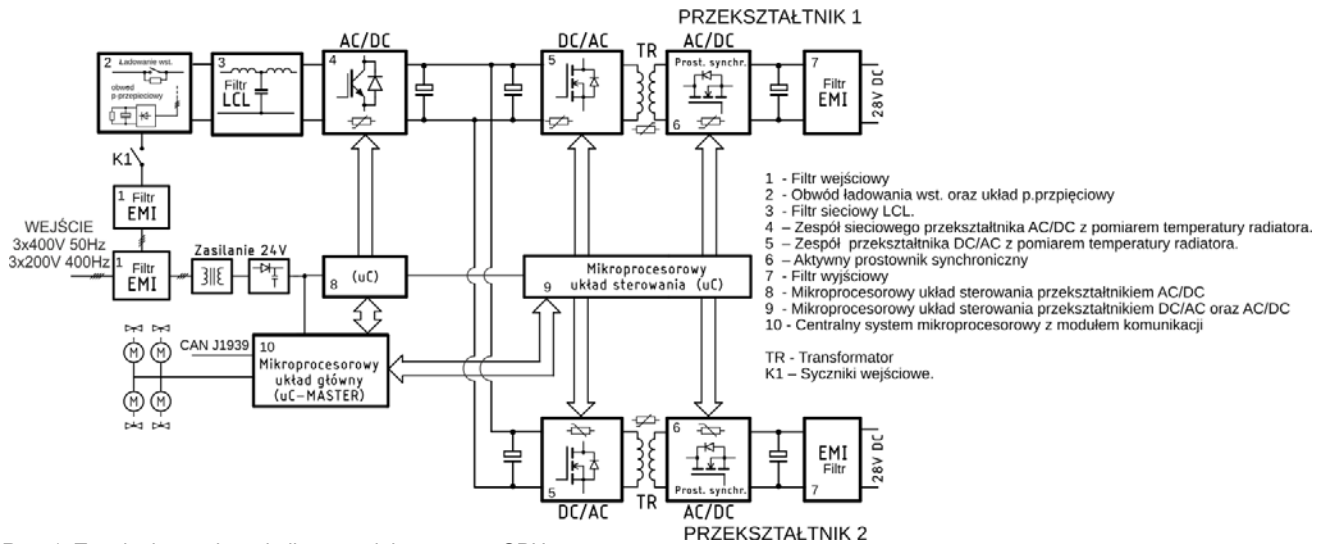 PRZEKSZTAŁTNIK 1
AC/DC
DC/AC
TR
AC/DC
2
Ładowanie wst.
obwód
p-przepięciowy
3
Filtr
LCL
4
5
Prost. synchr.
6
7
Filtr
EMI
28V DC
K1
1 Filtr
EMI
WEJŚCIE
3x400V 50Hz
3x200V 400Hz
1 Filtr
EMI
Zasilanie 24V
8 (uC)
Mikroprocesorowy
9 układ sterowania (uC)
CAN J1939
10
Mikroprocesorowy
układ główny
(uC-MASTER)
M M
M M
1 - Filtr wejściowy
2 - Obwód ładowania wst. oraz układ p.przpięciowy
3 - Filtr sieciowy LCL.
4 – Zespół sieciowego przekształtnika AC/DC z pomiarem temperatury radiatora.
5 – Zespół przekształtnika DC/AC z pomiarem temperatury radiatora.
6 – Aktywny prostownik synchroniczny
7 - Filtr wyjściowy
8 - Mikroprocesorowy układ sterowania przekształtnikiem AC/DC
9 - Mikroprocesorowy układ sterowania przekształtnikiem DC/AC oraz AC/DC
10 - Centralny system mikroprocesorowy z modułem komunikacji
TR - Transformator
K1 – Syczniki wejściowe.
5
DC/AC
TR
6
Prost. synchr.
AC/DC
EMI
Filtr
7
28V DC
PRZEKSZTAŁTNIK 2